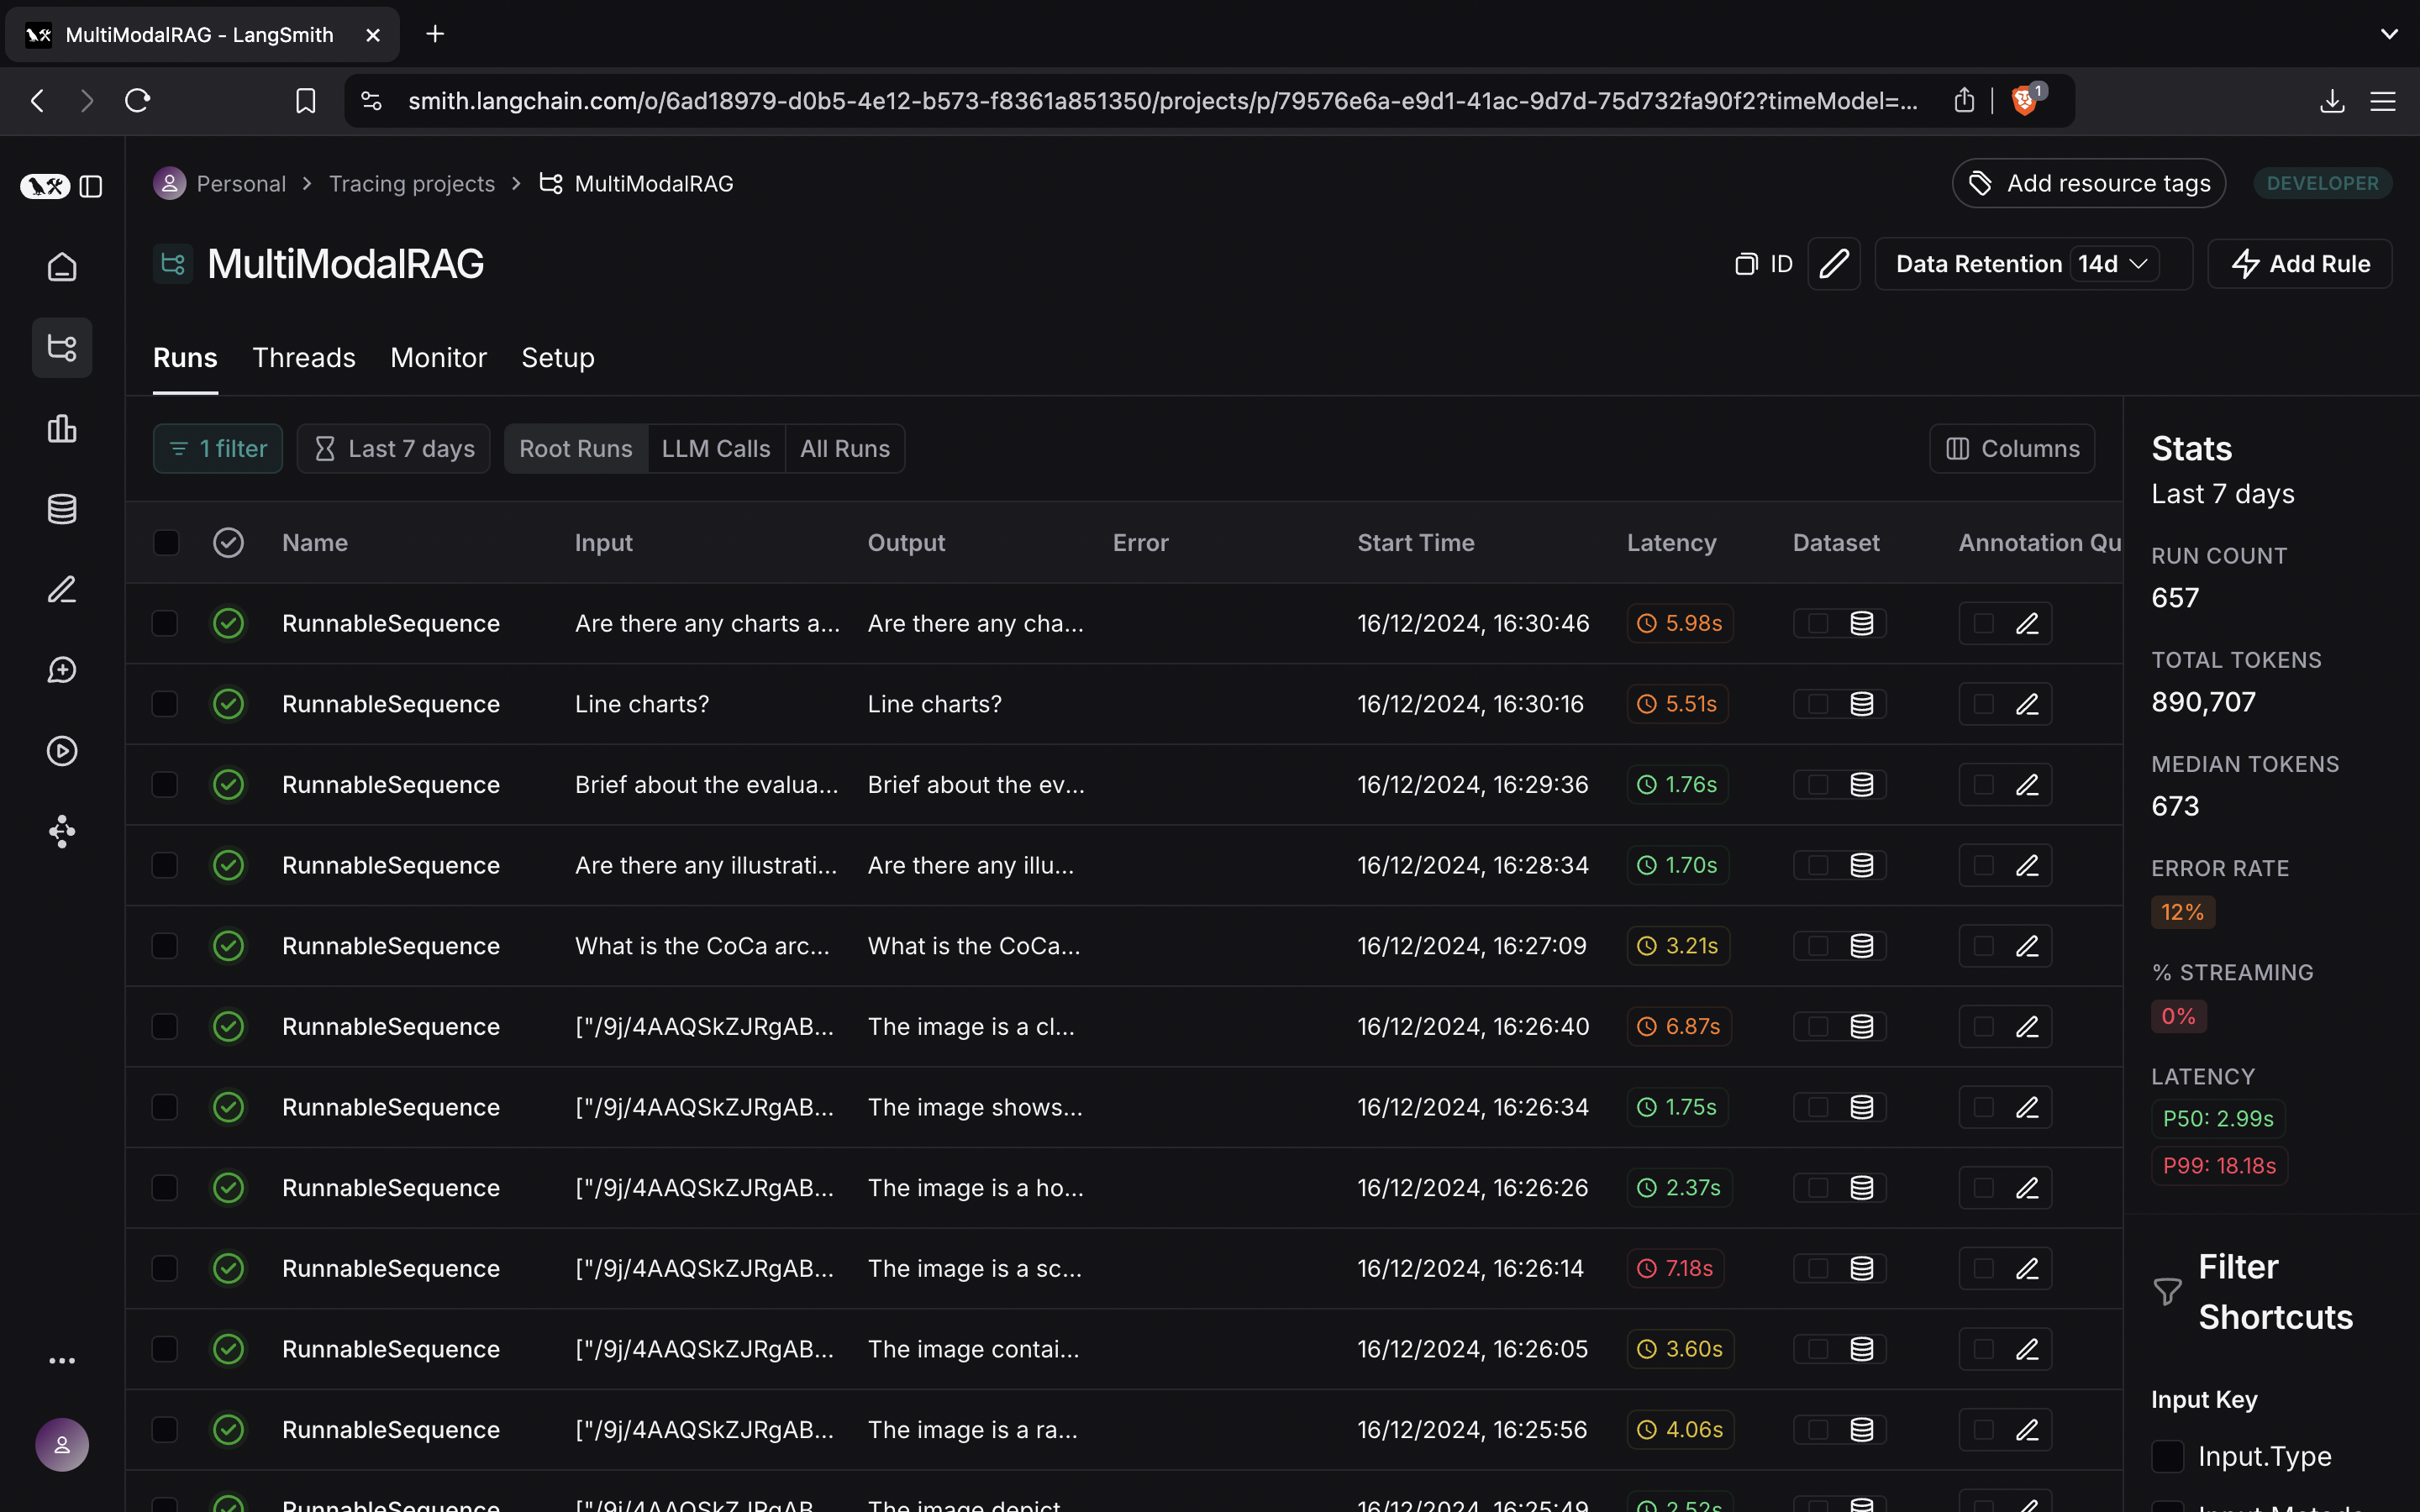 MultiModalRAG - LangSmith
smith.langchain.com/o/6ad18979-d0b5-4e12-b573-f8361a851350/projects/p/79576e6a-e9d1-41ac-9d7d-75d732fa90f2?timeModel=... 1
Personal > Tracing projects > MultiModalRAG Add resource tags DEVELOPER
MultiModalRAG ID Data Retention 14d Add Rule
Runs Threads Monitor Setup
1 filter Last 7 days Root Runs LLM Calls All Runs Columns
Name Input Output Error Start Time Latency Dataset Annotation Qu
RunnableSequence Are there any charts a... Are there any cha... 16/12/2024, 16:30:46 5.98s
RunnableSequence Line charts? Line charts? 16/12/2024, 16:30:16 5.51s
RunnableSequence Brief about the evalua... Brief about the ev... 16/12/2024, 16:29:36 1.76s
RunnableSequence Are there any illustrati... Are there any illu... 16/12/2024, 16:28:34 1.70s
RunnableSequence What is the CoCa arc... What is the CoCa... 16/12/2024, 16:27:09 3.21s
RunnableSequence ["/9j/4AAQSkZJRgAB... The image is a cl... 16/12/2024, 16:26:40 6.87s
RunnableSequence ["/9j/4AAQSkZJRgAB... The image shows... 16/12/2024, 16:26:34 1.75s
RunnableSequence ["/9j/4AAQSkZJRgAB... The image is a ho... 16/12/2024, 16:26:26 2.37s
RunnableSequence ["/9j/4AAQSkZJRgAB... The image is a sc... 16/12/2024, 16:26:14 7.18s
RunnableSequence ["/9j/4AAQSkZJRgAB... The image contai... 16/12/2024, 16:26:05 3.60s
RunnableSequence ["/9j/4AAQSkZJRgAB... The image is a ra... 16/12/2024, 16:25:56 4.06s
RunnableSequence ["/9j/4AAQSkZJRgAB... The image depict... 16/12/2024, 16:25:49 2.52s
Stats
Last 7 days
RUN COUNT
657
TOTAL TOKENS
890,707
MEDIAN TOKENS
673
ERROR RATE
12%
% STREAMING
0%
LATENCY
P50: 2.99s
P99: 18.18s
Filter
Shortcuts
Input Key
Input.Type